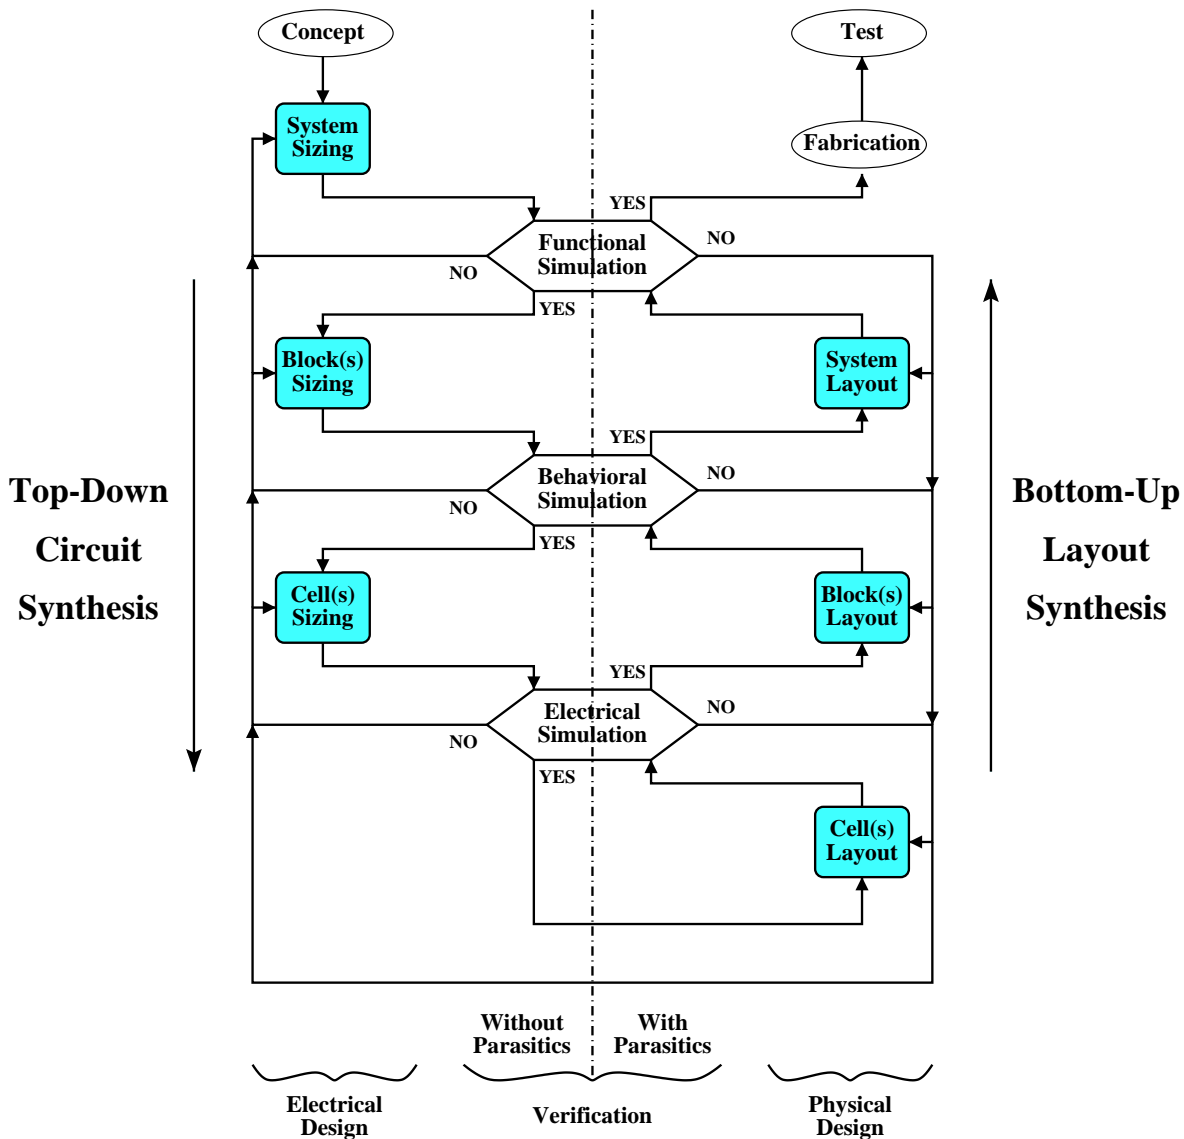 Concept
Test
System
Sizing
Fabrication
YES
Functional
Simulation
NO
NO
YES
Block(s)
Sizing
System
Layout
YES
Behavioral
Simulation
NO
NO
YES
Top-Down
Circuit
Synthesis
Bottom-Up
Layout
Synthesis
Cell(s)
Sizing
Block(s)
Layout
YES
Electrical
Simulation
NO
NO
YES
Cell(s)
Layout
Without
Parasitics
With
Parasitics
Electrical
Design
Verification
Physical
Design